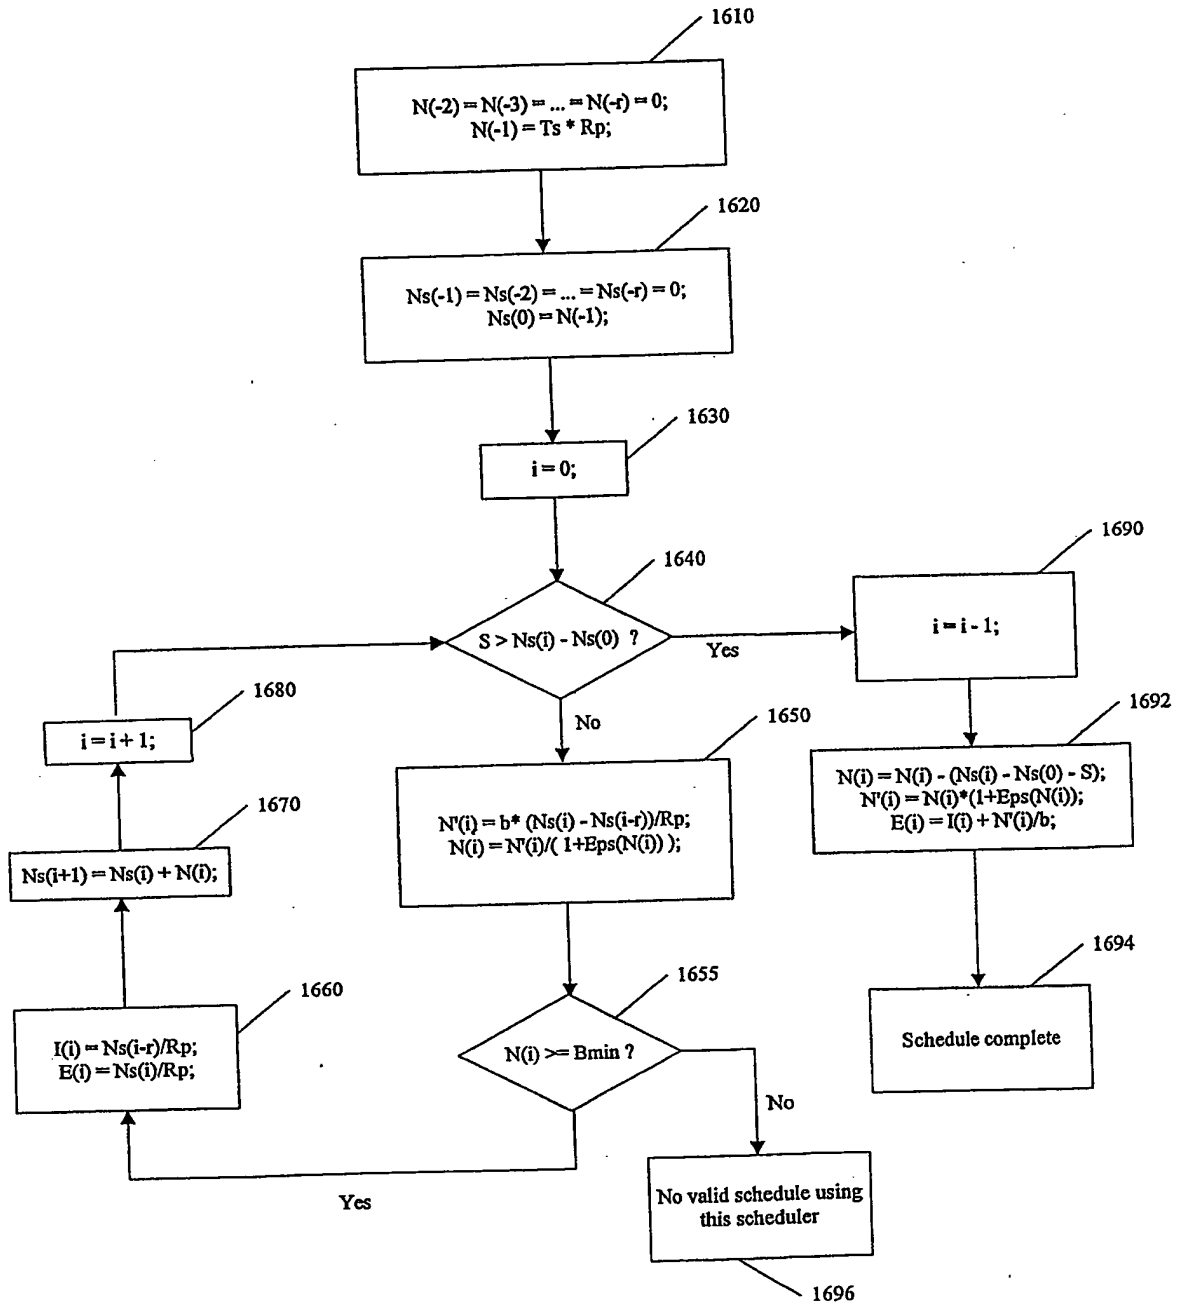 1610
N(-2) = N(-3) = ... = N(-r) = 0;
N(-1) = Ts * Rp;
1620
Ns(-1) = Ns(-2) = ... = Ns(-r) = 0;
Ns(0) = N(-1);
1630
i = 0;
1640
S > Ns(i) - Ns(0) ?
Yes
No
1690
i = i - 1;
1680
i = i + 1;
1650
N'(i) = b* (Ns(i) - Ns(i-r))/Rp;
N(i) = N'(i)/( 1+Eps(N(i)) );
1692
N(i) = N(i) - (Ns(i) - Ns(0) - S);
N'(i) = N(i)*(1+Eps(N(i));
E(i) = I(i) + N'(i)/b;
1670
Ns(i+1) = Ns(i) + N(i);
1655
N(i) >= Bmin ?
1694
Schedule complete
1660
I(i) = Ns(i-r)/Rp;
E(i) = Ns(i)/Rp;
No
Yes
No valid schedule using
this scheduler
1696